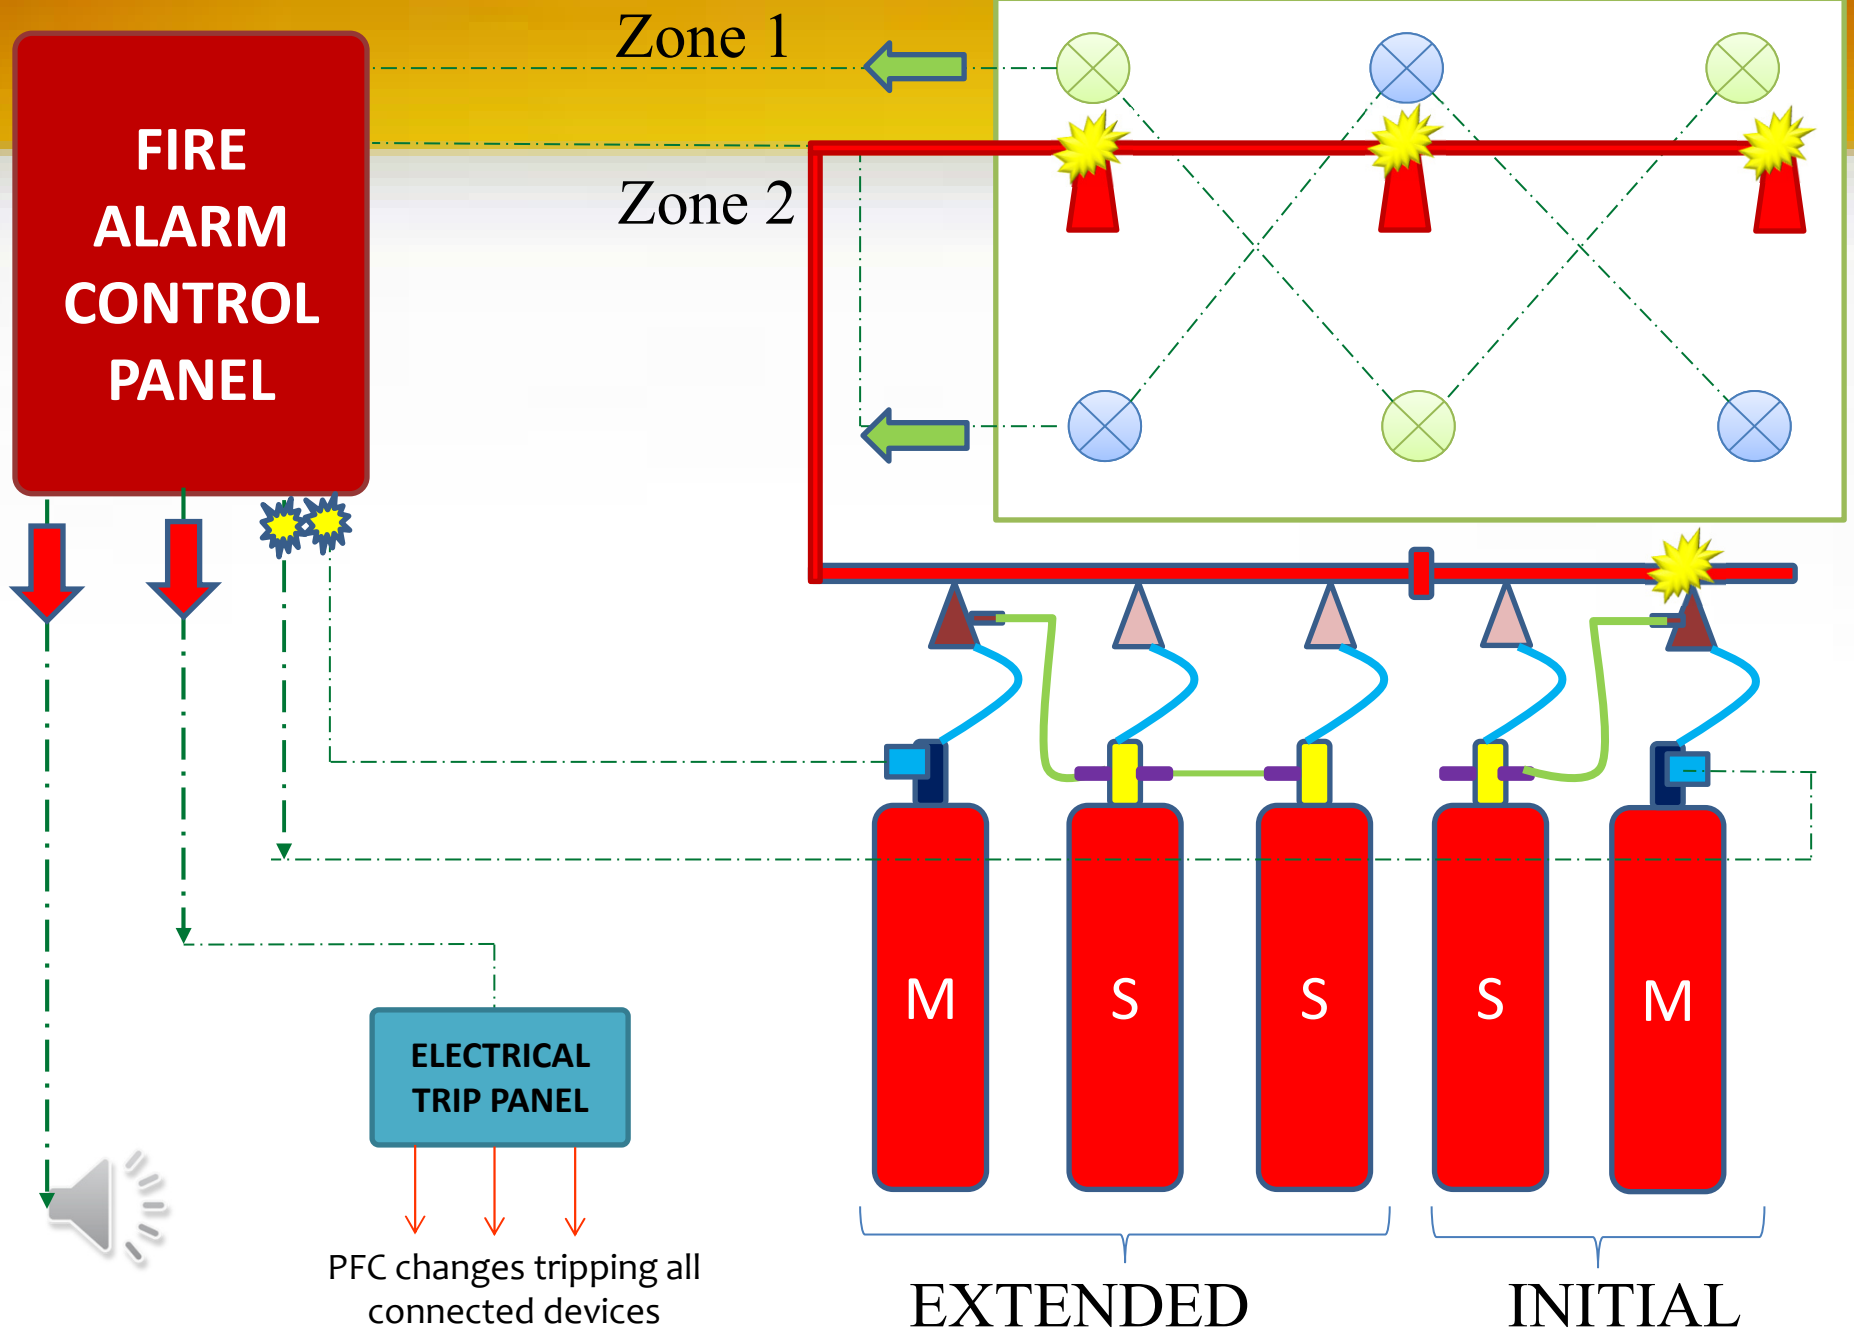 Zone 1
FIRE
ALARM
CONTROL
PANEL
Zone 2
M
S
S
S
M
ELECTRICAL
TRIP PANEL
PFC changes tripping all
connected devices
EXTENDED
INITIAL